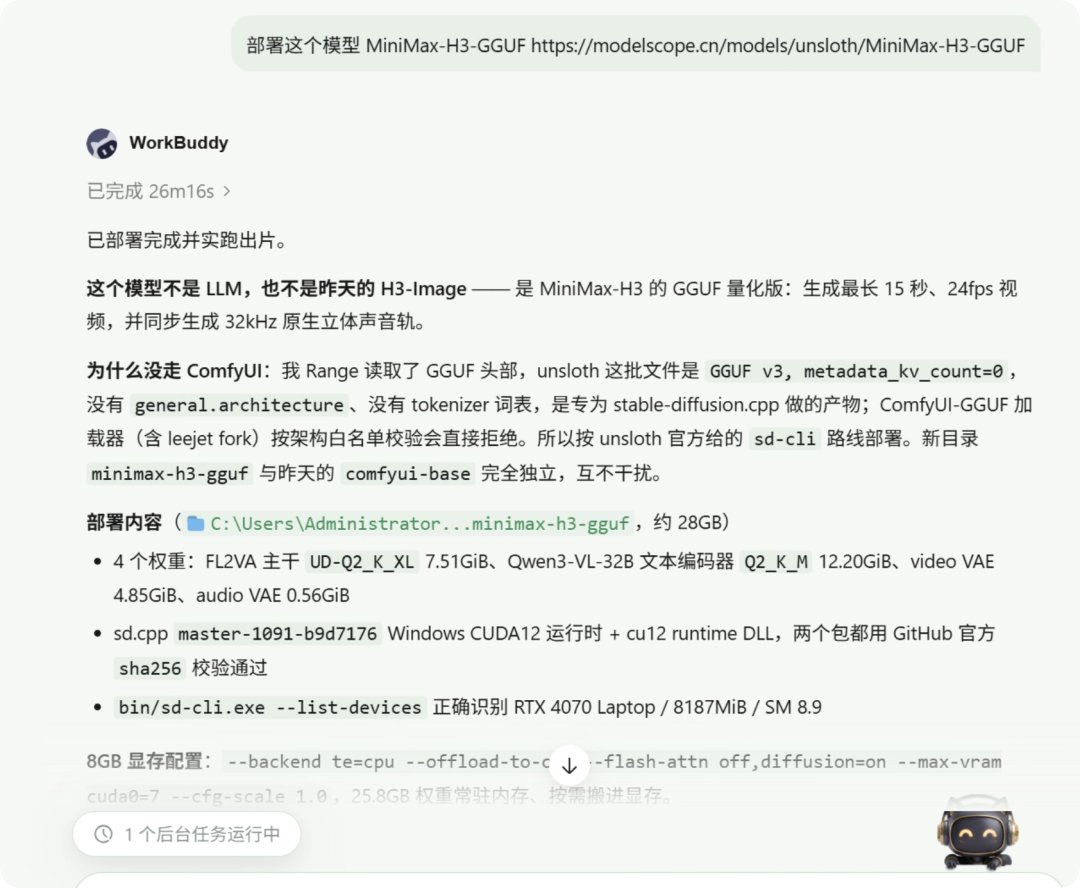 部署这个模型 MiniMax-H3-GGUF https://modelscope.cn/models/unsloth/MiniMax-H3-GGUF
WorkBuddy
已完成 26m16s >
已部署完成并实跑出片。
这个模型不是 LLM，也不是昨天的 H3-Image —— 是 MiniMax-H3 的 GGUF 量化版：生成最长 15 秒、24fps 视
频，并同步生成 32kHz 原生立体声音轨。
为什么没走 ComfyUI：我 Range 读取了 GGUF 头部，unsloth 这批文件是 GGUF v3, metadata_kv_count=0，
没有 general.architecture、没有 tokenizer 词表，是专为 stable-diffusion.cpp 做的产物；ComfyUI-GGUF 加
载器（含 leejet fork）按架构白名单校验会直接拒绝。所以按 unsloth 官方给的 sd-cli 路线部署。新目录
minimax-h3-gguf 与昨天的 comfyui-base 完全独立，互不干扰。
部署内容（C:\Users\Administrator...minimax-h3-gguf，约 28GB）
• 4 个权重：FL2VA 主干 UD-Q2_K_XL 7.51GiB、Qwen3-VL-32B 文本编码器 Q2_K_M 12.20GiB、video VAE
4.85GiB、audio VAE 0.56GiB
• sd.cpp master-1091-b9d7176 Windows CUDA12 运行时 + cu12 runtime DLL，两个包都用 GitHub 官方
sha256 校验通过
• bin/sd-cli.exe --list-devices 正确识别 RTX 4070 Laptop / 8187MiB / SM 8.9
8GB 显存配置：--backend te=cpu --offload-to-c --flash-attn off,diffusion=on --max-vram
cuda0=7 --cfg-scale 1.0，25.8GB 权重常驻内存、按需搬进显存。
1 个后台任务运行中